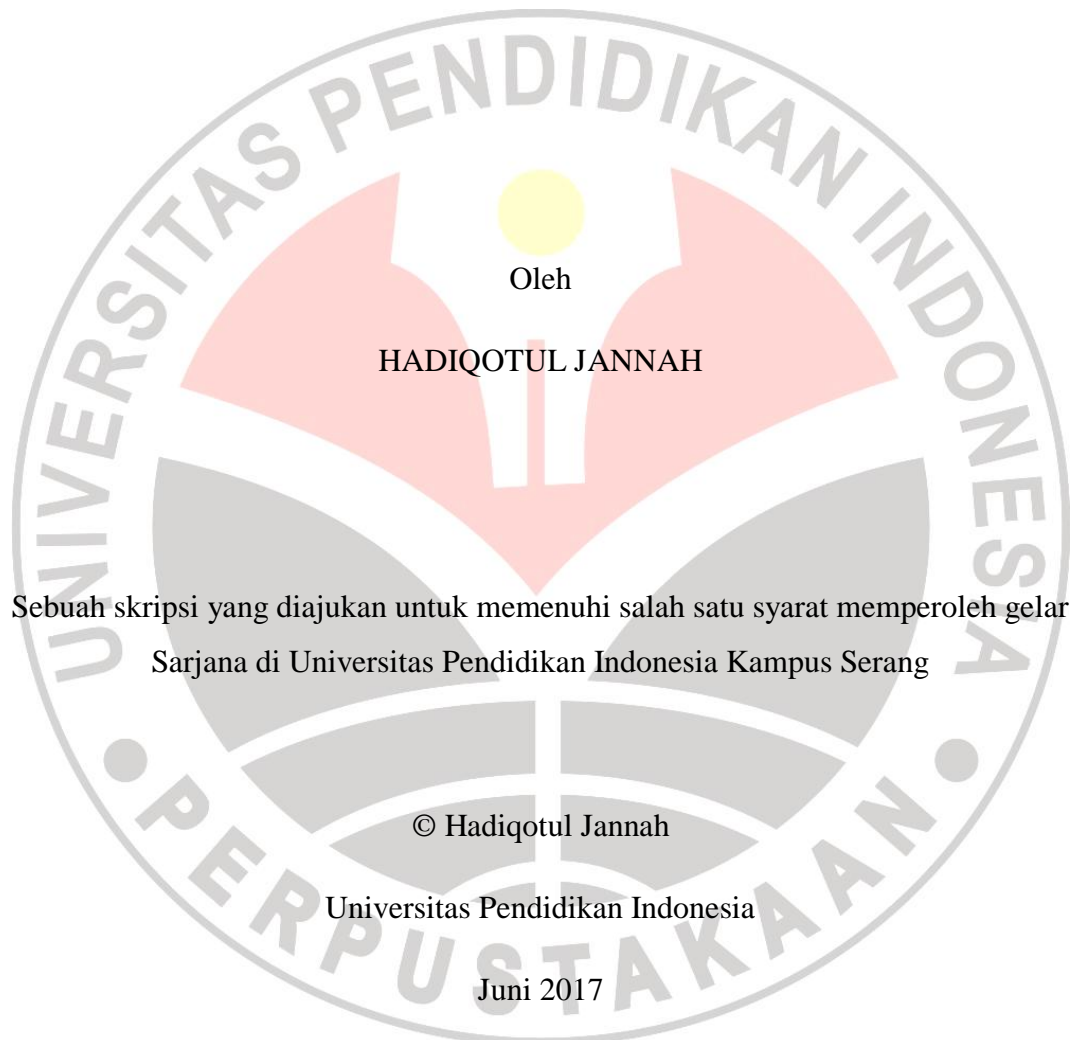 UNIVERSITAS PENDIDIKAN INDONESIA
Oleh
HADIQOTUL JANNAH
Sebuah skripsi yang diajukan untuk memenuhi salah satu syarat memperoleh gelar
Sarjana di Universitas Pendidikan Indonesia Kampus Serang
© Hadiqotul Jannah
Universitas Pendidikan Indonesia
Juni 2017
PERPUSTAKAAN